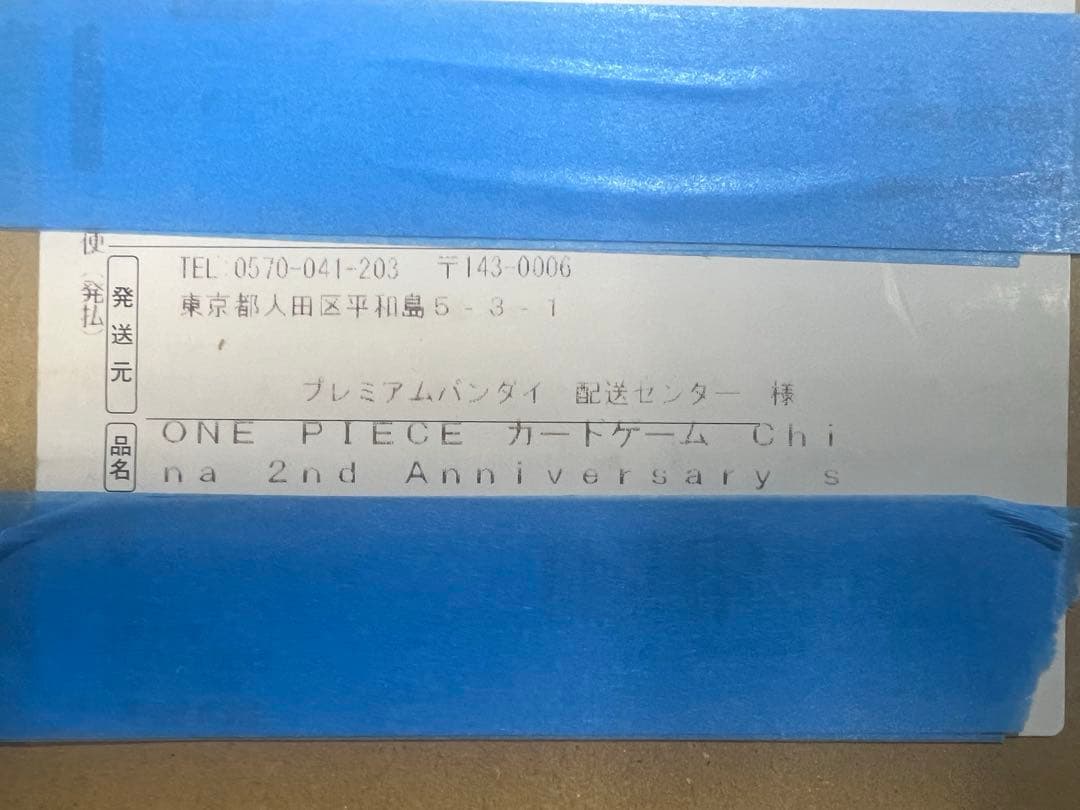 便(発払)
発送元
TEL:0570-041-203 〒143-0006
東京都大田区平和島5-3-1
プレミアムバンダイ 配送センター 様
品名
ONE PIECE カードゲーム Chi
na 2nd Anniversary s